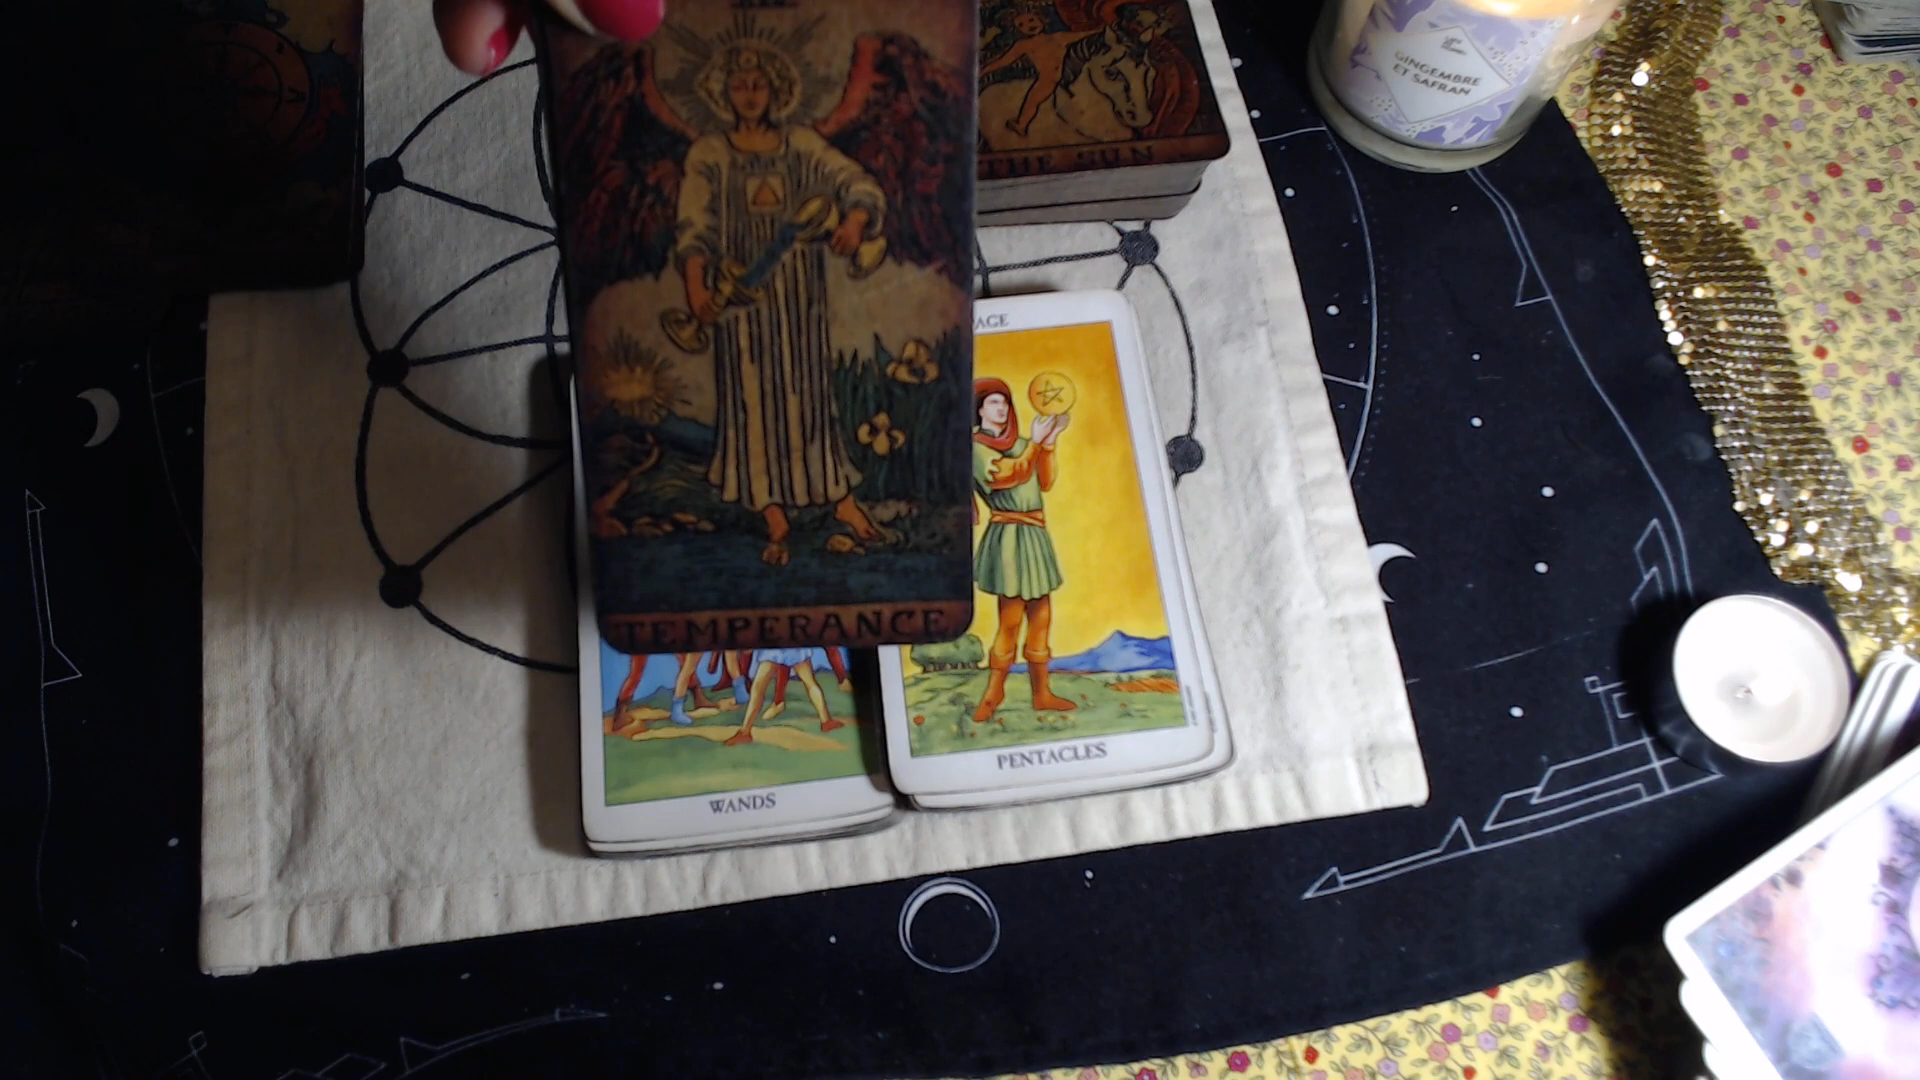 GINGEMBRE
ET SAFRAN
THE SUN
AGE
TEMPERANCE
PENTACLES
WANDS